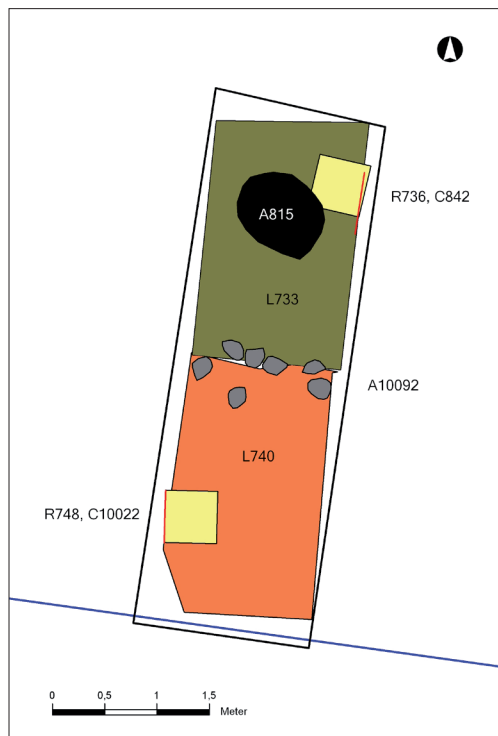 A815
R736, C842
L733
A10092
L740
R748, C10022
0 0,5 1 1,5
Meter